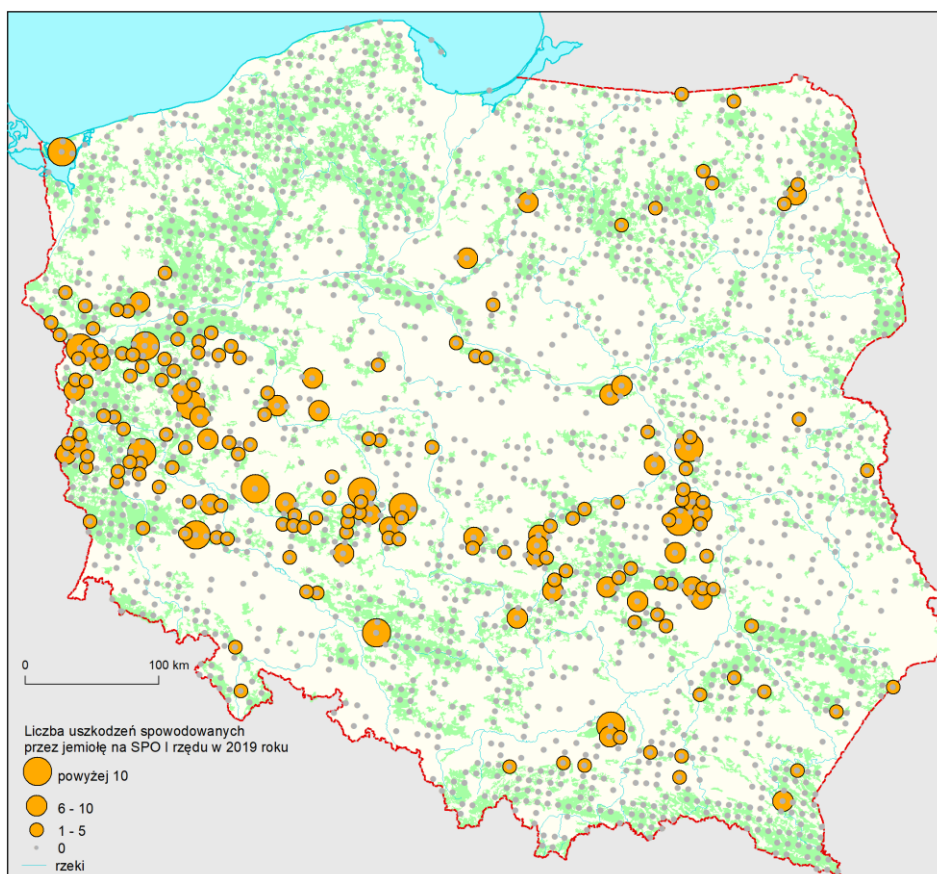 0 100 km
Liczba uszkodzeń spowodowanych
przez jemiołę na SPO I rzędu w 2019 roku
powyżej 10
6 - 10
1 - 5
0
rzeki